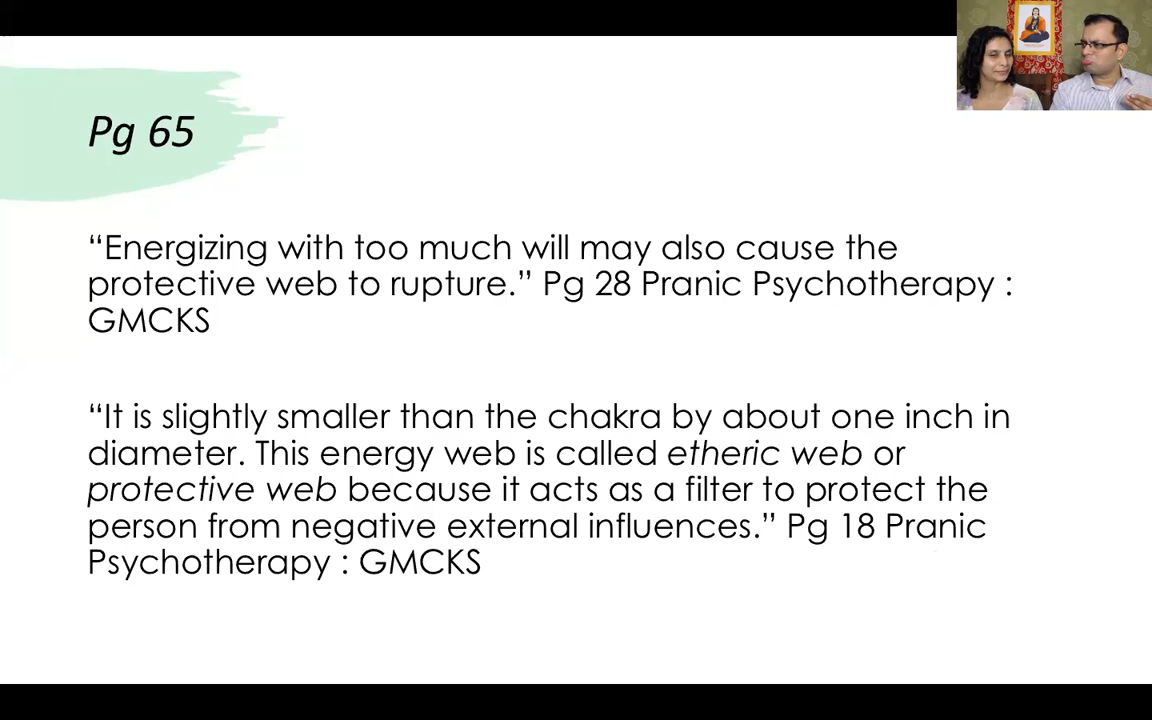 Pg 65
“Energizing with too much will may also cause the
protective web to rupture.” Pg 28 Pranic Psychotherapy :
GMCKS
“It is slightly smaller than the chakra by about one inch in
diameter. This energy web is called etheric web or
protective web because it acts as a filter to protect the
person from negative external influences.” Pg 18 Pranic
Psychotherapy : GMCKS